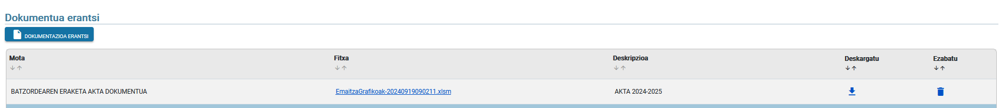 Dokumentua erantsi
DOKUMENTAZIOA ERANTSI
Mota Fitxa Deskripzioa Deskargatu Ezabatu
BATZORDEAREN ERAKETA AKTA DOKUMENTUA EmaitzaGrafikoak-20240919090211.xlsm AKTA 2024-2025